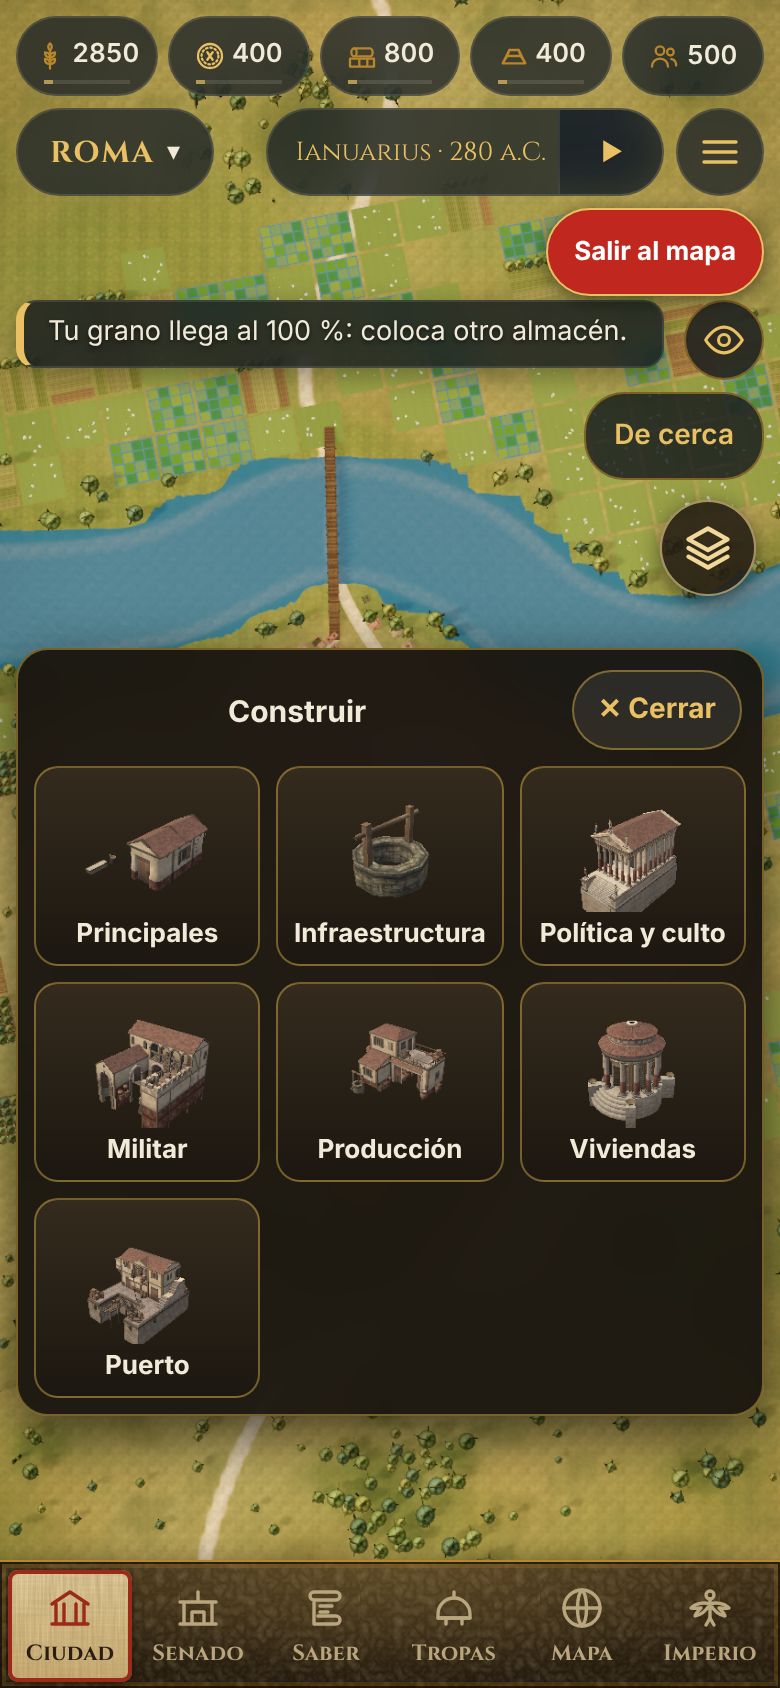 2850 400 800 400 500
ROMA ▼ IANUARIUS · 280 A.C.
Salir al mapa
Tu grano llega al 100 %: coloca otro almacén.
De cerca
Construir ✕ Cerrar
Principales Infraestructura Política y culto
Militar Producción Viviendas
Puerto
CIUDAD SENADO SABER TROPAS MAPA IMPERIO